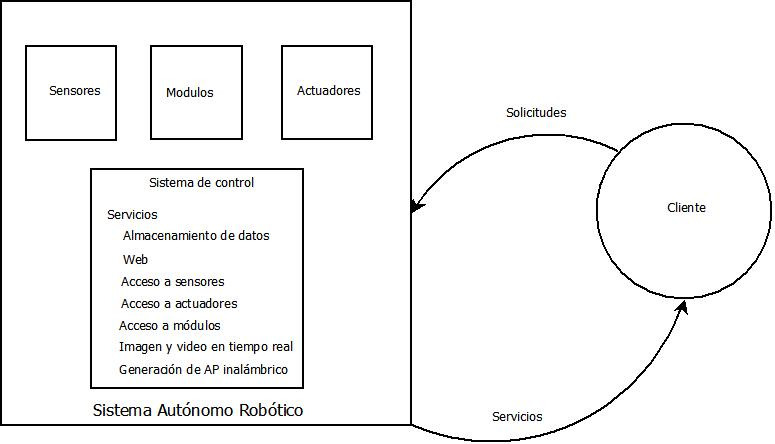 Sensores
Modulos
Actuadores
Solicitudes
Cliente
Sistema de control
Servicios
Almacenamiento de datos
Web
Acceso a sensores
Acceso a actuadores
Acceso a módulos
Imagen y video en tiempo real
Generación de AP inalámbrico
Sistema Autónomo Robótico
Servicios